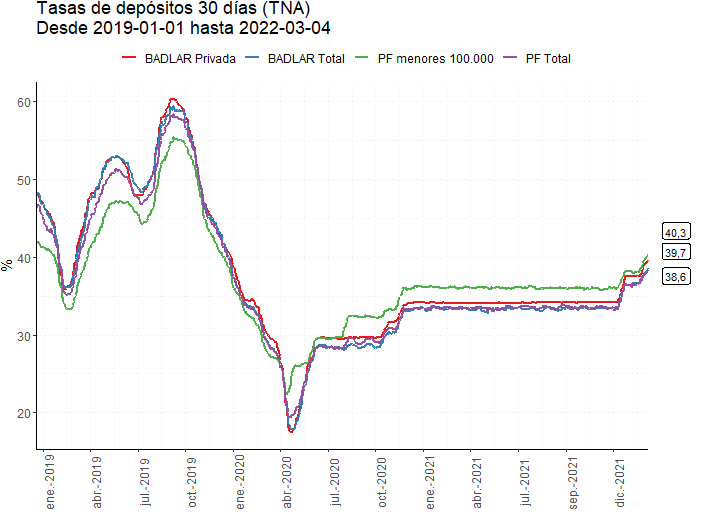 Tasas de depósitos 30 días (TNA)
Desde 2019-01-01 hasta 2022-03-04
BADLAR Privada BADLAR Total PF menores 100.000 PF Total
60
50
40
30
20
%
40,3
39,7
38,6
ene.-2019
abr.-2019
jul.-2019
oct.-2019
ene.-2020
abr.-2020
jul.-2020
oct.-2020
ene.-2021
abr.-2021
jun.-2021
sep.-2021
dic.-2021